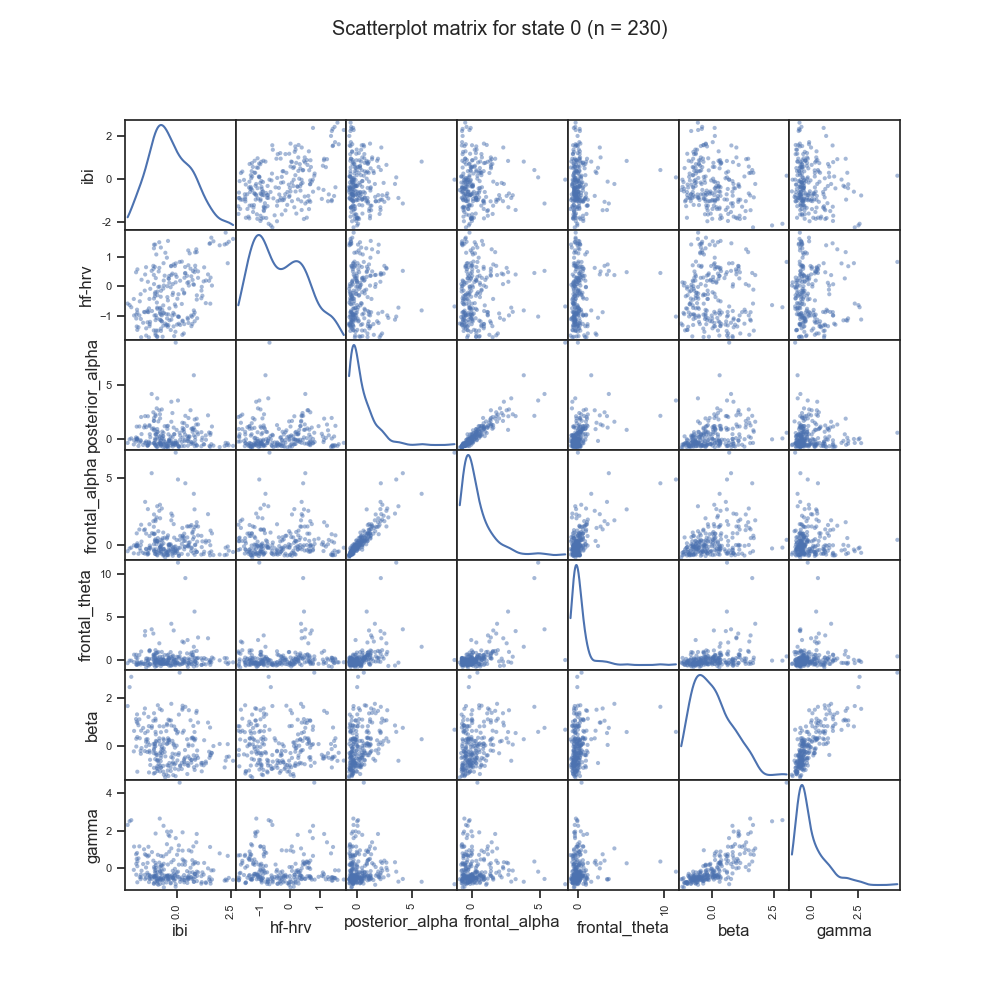 Scatterplot matrix for state 0 (n = 230)
ibi
2
0
-2
hf-hrv
1
0
−1
posterior_alpha
5
0
frontal_alpha
5
0
frontal_theta
10
5
0
beta
2
0
gamma
4
2
0
0.0 2.5 −1 0 1 0 5 0 5 0 10 0.0 2.5 0.0 2.5
ibi hf-hrv posterior_alpha frontal_alpha frontal_theta beta gamma